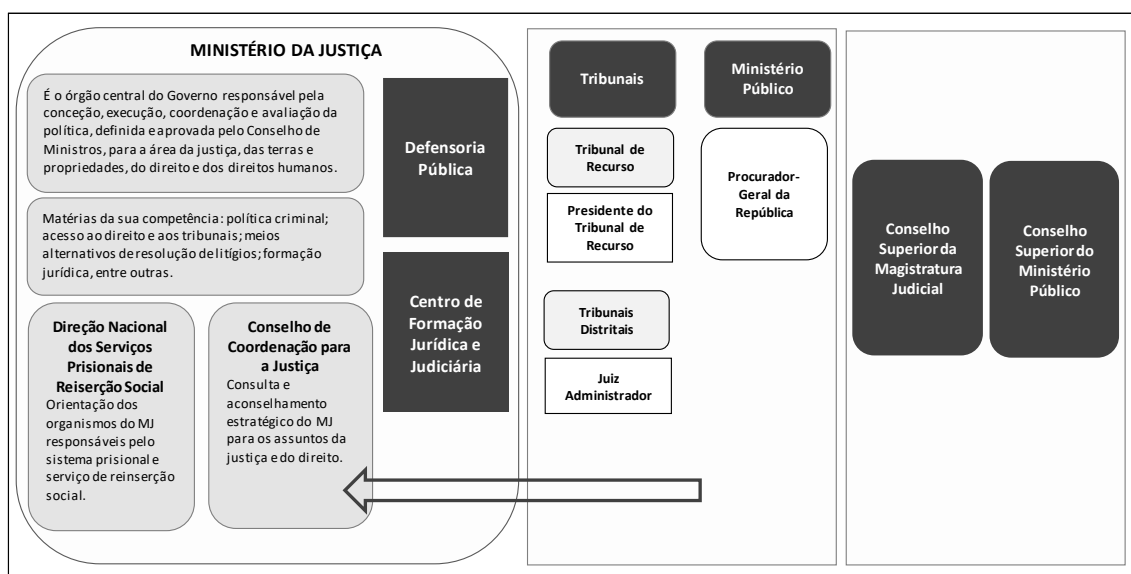 MINISTÉRIO DA JUSTIÇA
É o órgão central do Governo responsável pela
conceção, execução, coordenação e avaliação da
política, definida e aprovada pelo Conselho de
Ministros, para a área da justiça, das terras e
propriedades, do direito e dos direitos humanos.
Matérias da sua competência: política criminal;
acesso ao direito e aos tribunais; meios
alternativos de resolução de litígios; formação
jurídica, entre outras.
Direção Nacional
dos Serviços
Prisionais de
Reiserção Social
Orientação dos
organismos do MJ
responsáveis pelo
sistema prisional e
serviço de reinserção
social.
Conselho de
Coordenação para
a Justiça
Consulta e
aconselhamento
estratégico do MJ
para os assuntos da
justiça e do direito.
Defensoria
Pública
Centro de
Formação
Jurídica e
Judiciária
Tribunais
Tribunal de
Recurso
Presidente do
Tribunal de
Recurso
Tribunais
Distritais
Juiz
Administrador
Ministério
Público
Procurador-
Geral da
República
Conselho
Superior da
Magistratura
Judicial
Conselho
Superior do
Ministério
Público